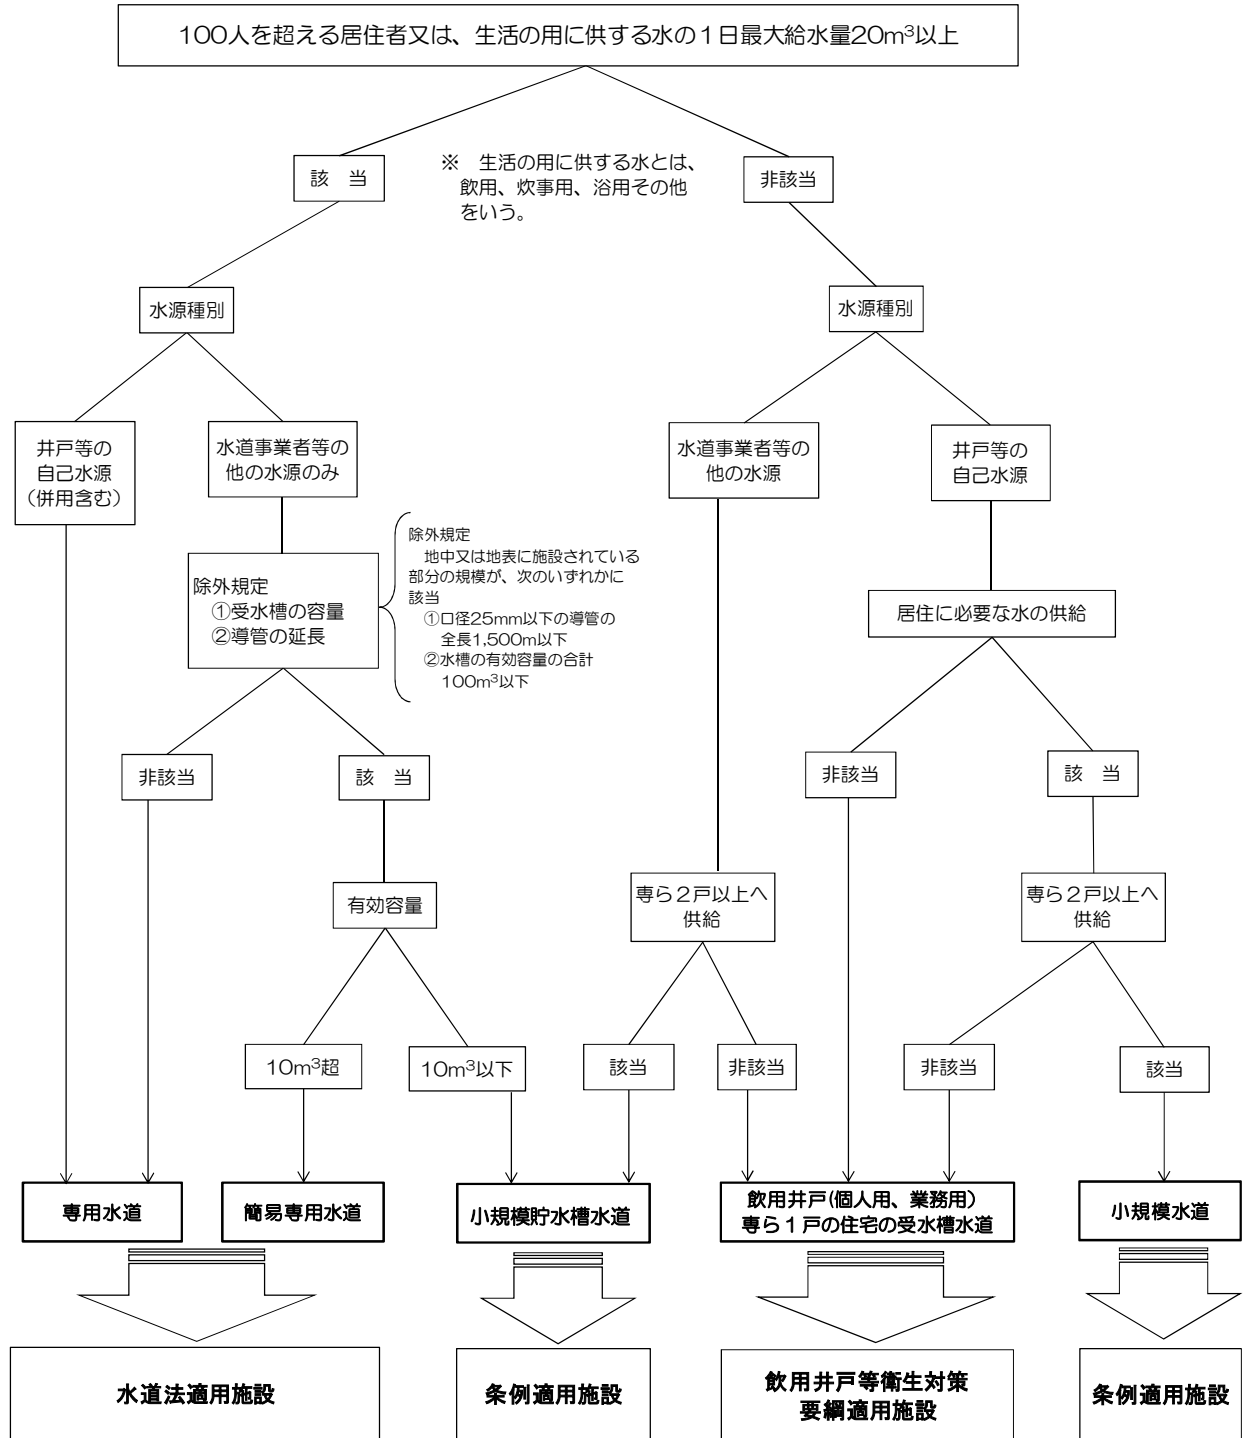 100人を超える居住者又は、生活の用に供する水の１日最大給水量20m³以上
該　当
※　生活の用に供する水とは、
飲用、炊事用、浴用その他
をいう。
非該当
水源種別
水源種別
井戸等の
自己水源
（併用含む）
水道事業者等の
他の水源のみ
水道事業者等の
他の水源
井戸等の
自己水源
除外規定
①受水槽の容量
②導管の延長
除外規定
地中又は地表に施設されている
部分の規模が、次のいずれかに
該当
①口径25mm以下の導管の
全長1,500m以下
②水槽の有効容量の合計
100m³以下
居住に必要な水の供給
非該当
該　当
非該当
該　当
有効容量
専ら２戸以上へ
供給
専ら２戸以上へ
供給
10m³超
10m³以下
該当
非該当
非該当
該当
専用水道
簡易専用水道
小規模貯水槽水道
飲用井戸(個人用、業務用）
専ら１戸の住宅の受水槽水道
小規模水道
水道法適用施設
条例適用施設
飲用井戸等衛生対策
要綱適用施設
条例適用施設